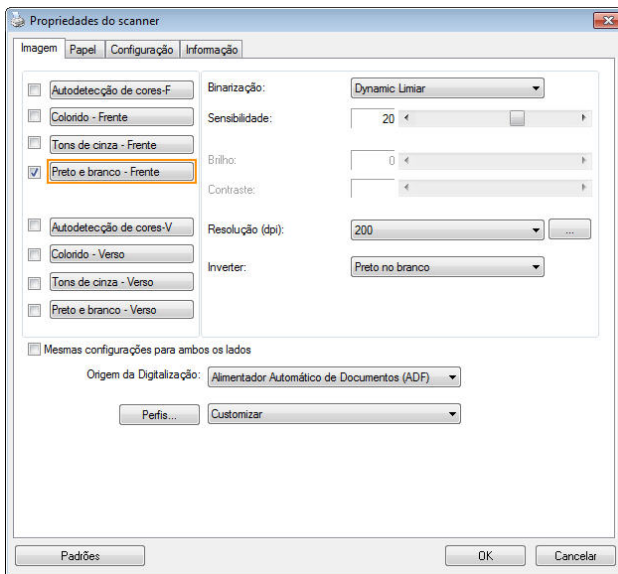 Propriedades do scanner
Imagem Papel Configuração Informação
Autodetecção de cores-F
Colorido - Frente
Tons de cinza - Frente
Preto e branco - Frente
Autodetecção de cores-V
Colorido - Verso
Tons de cinza - Verso
Preto e branco - Verso
Binarização: Dynamic Limiar
Sensibilidade: 20
Brilho: 0
Contraste:
Resolução (dpi): 200 ...
Inverter: Preto no branco
Mesmas configurações para ambos os lados
Origem da Digitalização: Alimentador Automático de Documentos (ADF)
Perfis... Customizar
Padrões OK Cancelar